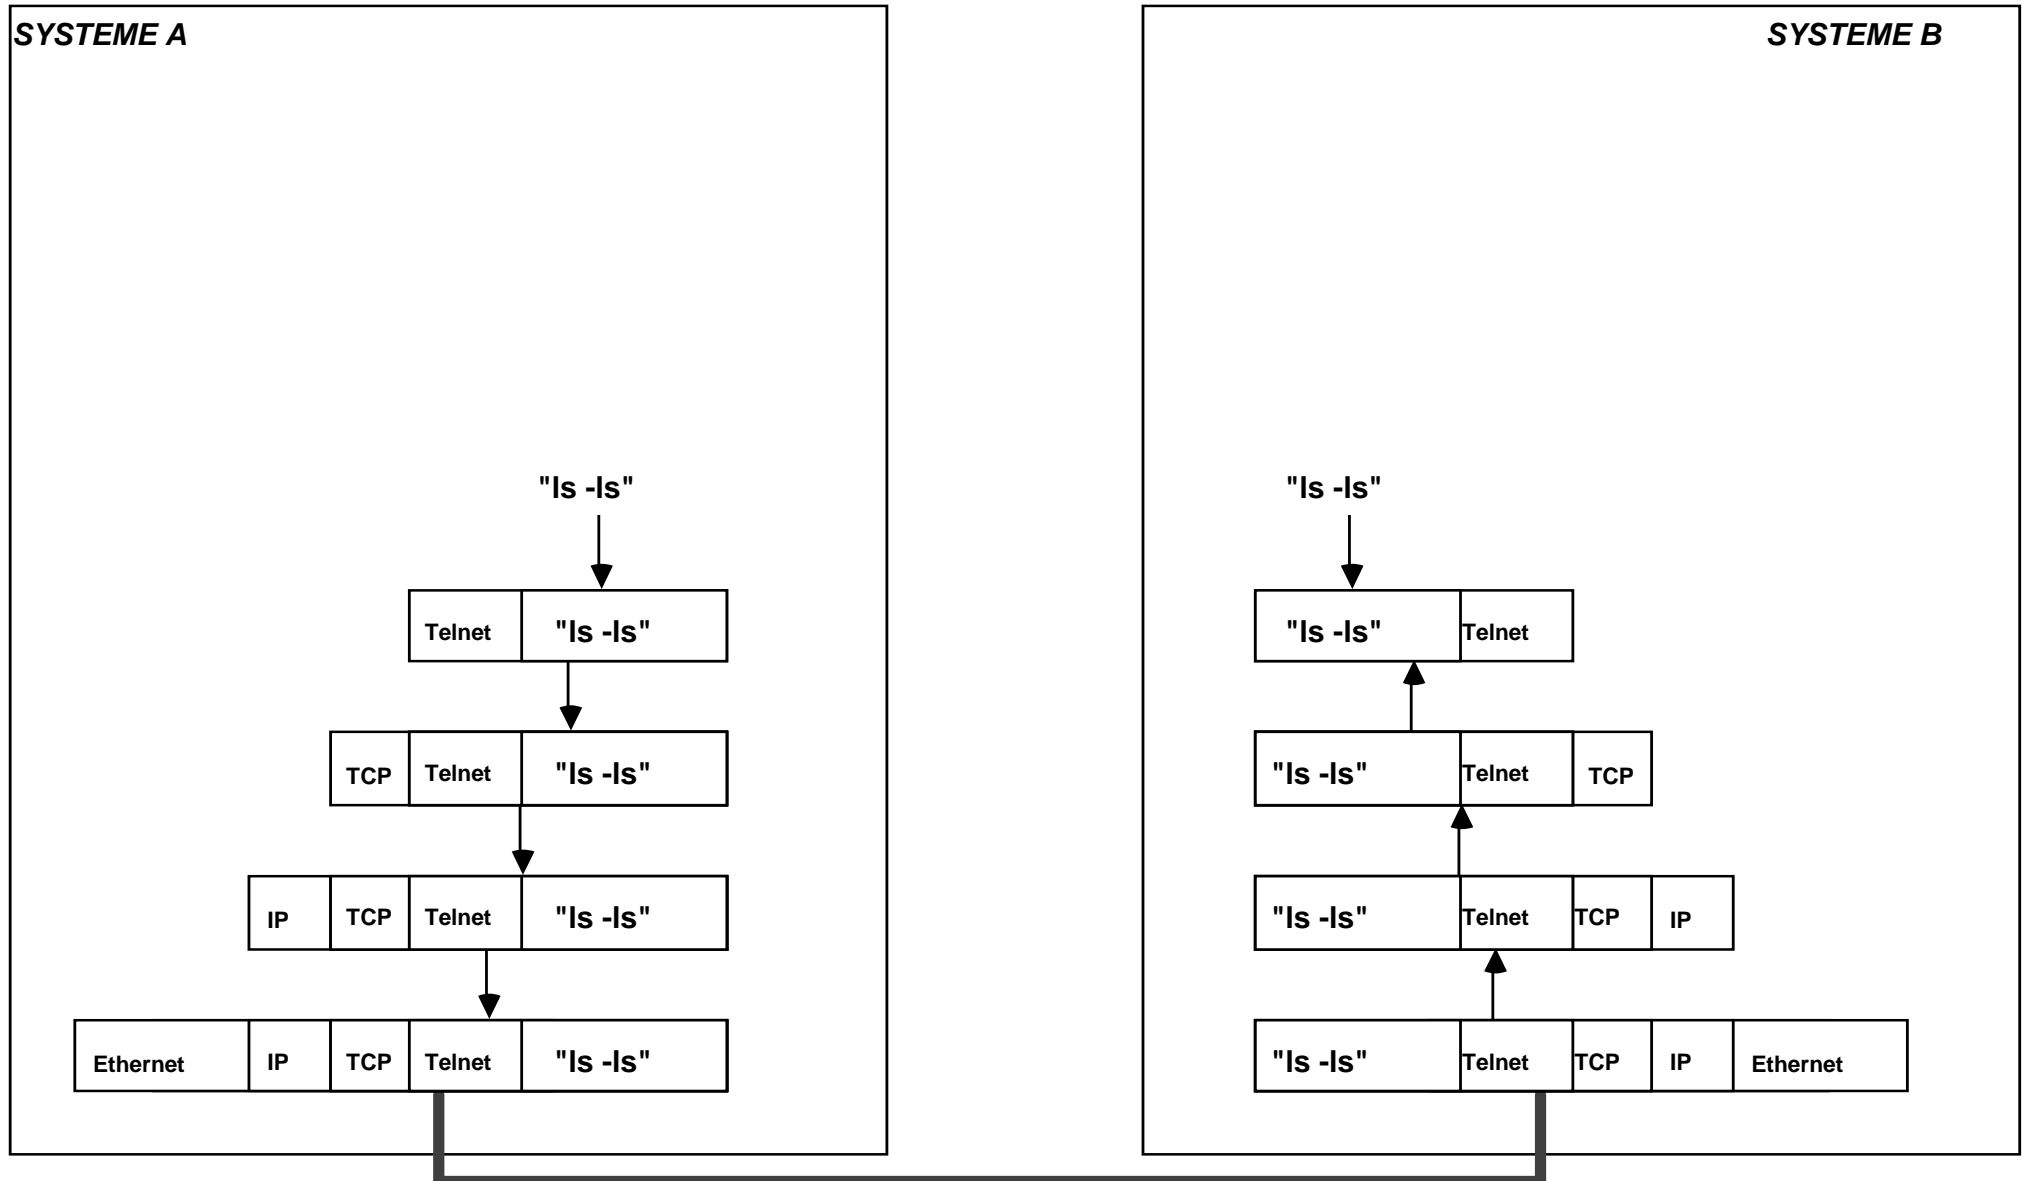 SYSTEME A
SYSTEME B
"ls -ls"
"ls -ls"
Telnet "ls -ls"
"ls -ls" Telnet
TCP Telnet "ls -ls"
"ls -ls" Telnet TCP
IP TCP Telnet "ls -ls"
"ls -ls" Telnet TCP IP
Ethernet IP TCP Telnet "ls -ls"
"ls -ls" Telnet TCP IP Ethernet